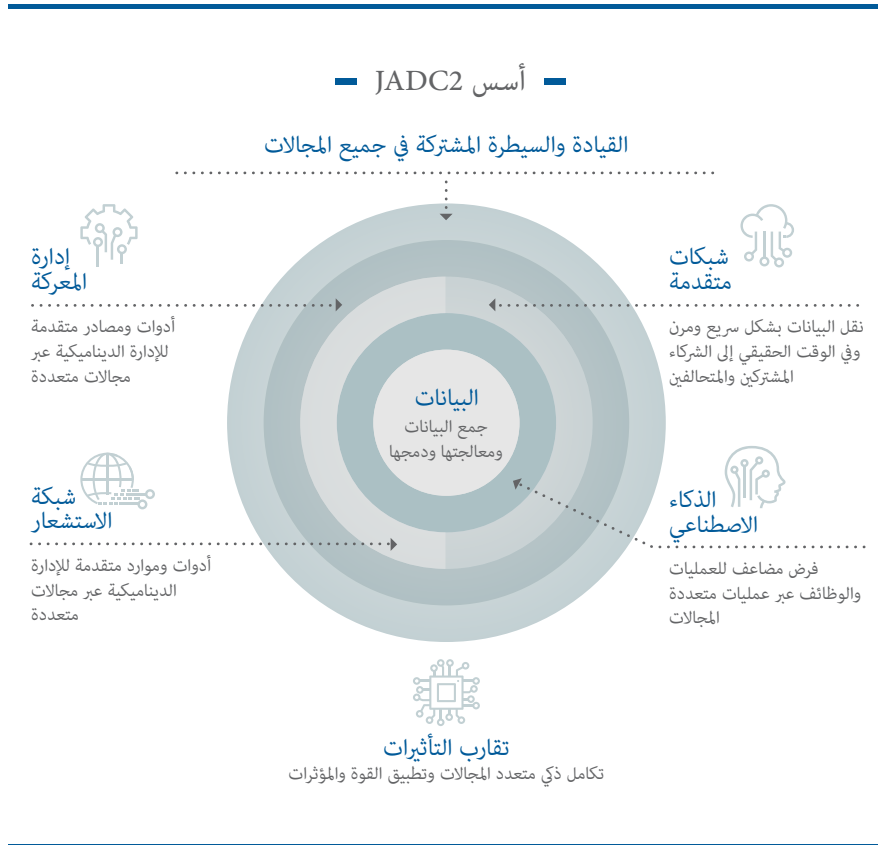 أسس JADC2
القيادة والسيطرة المشتركة في جميع المجالات
شبكات
متقدمة
نقل البيانات بشكل سريع ومرن
وفي الوقت الحقيقي إلى الشركاء
المشتركين والمتحالفين
إدارة
المعركة
أدوات ومصادر متقدمة
للإدارة الديناميكية عبر
مجالات متعددة
البيانات
جمع البيانات
ومعالجتها ودمجها
الذكاء
الاصطناعي
فرض مضاعف للعمليات
والوظائف عبر عمليات متعددة
المجالات
شبكة
الاستشعار
أدوات وموارد متقدمة للإدارة
الديناميكية عبر مجالات
متعددة
تقارب التأثيرات
تكامل ذكي متعدد المجالات وتطبيق القوة والمؤثرات